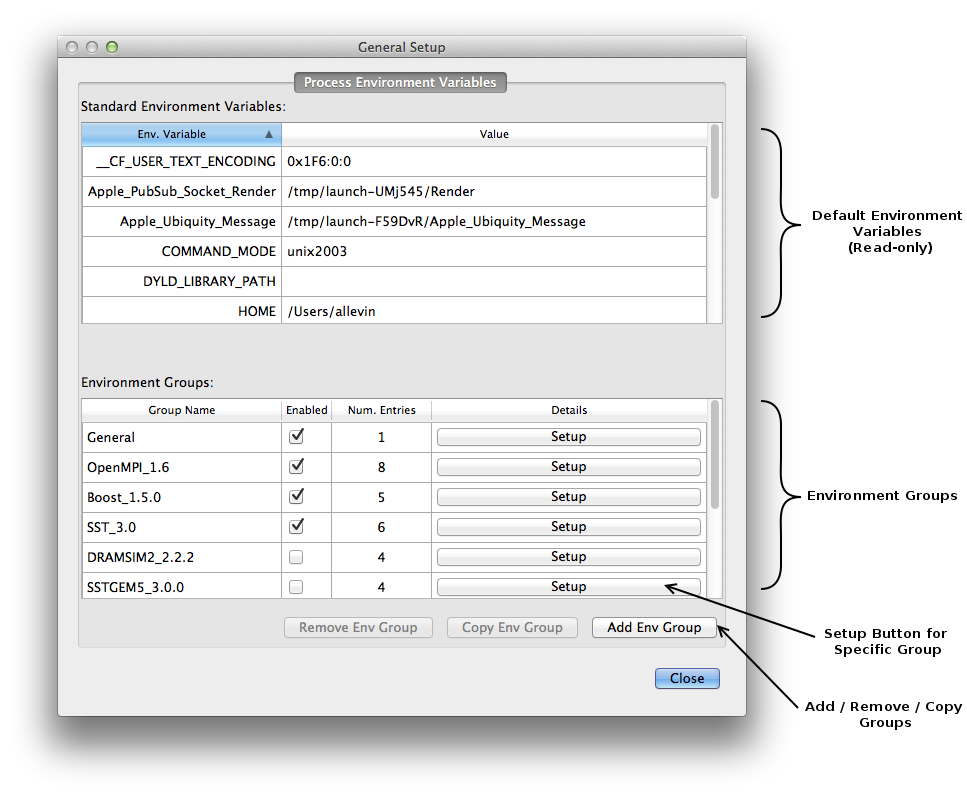 General Setup
Process Environment Variables
Standard Environment Variables:
Env. Variable Value
__CF_USER_TEXT_ENCODING 0x1F6:0:0
Apple_PubSub_Socket_Render /tmp/launch-UMj545/Render
Apple_Ubiquity_Message /tmp/launch-F59DvR/Apple_Ubiquity_Message
COMMAND_MODE unix2003
DYLD_LIBRARY_PATH
HOME /Users/allevin
Default Environment
Variables
(Read-only)
Environment Groups:
Group Name Enabled Num. Entries Details
General 1 Setup
OpenMPI_1.6 8 Setup
Boost_1.5.0 5 Setup
SST_3.0 6 Setup
DRAMSIM2_2.2.2 4 Setup
SSTGEM5_3.0.0 4 Setup
Environment Groups
Remove Env Group Copy Env Group Add Env Group
Setup Button for
Specific Group
Close
Add / Remove / Copy
Groups